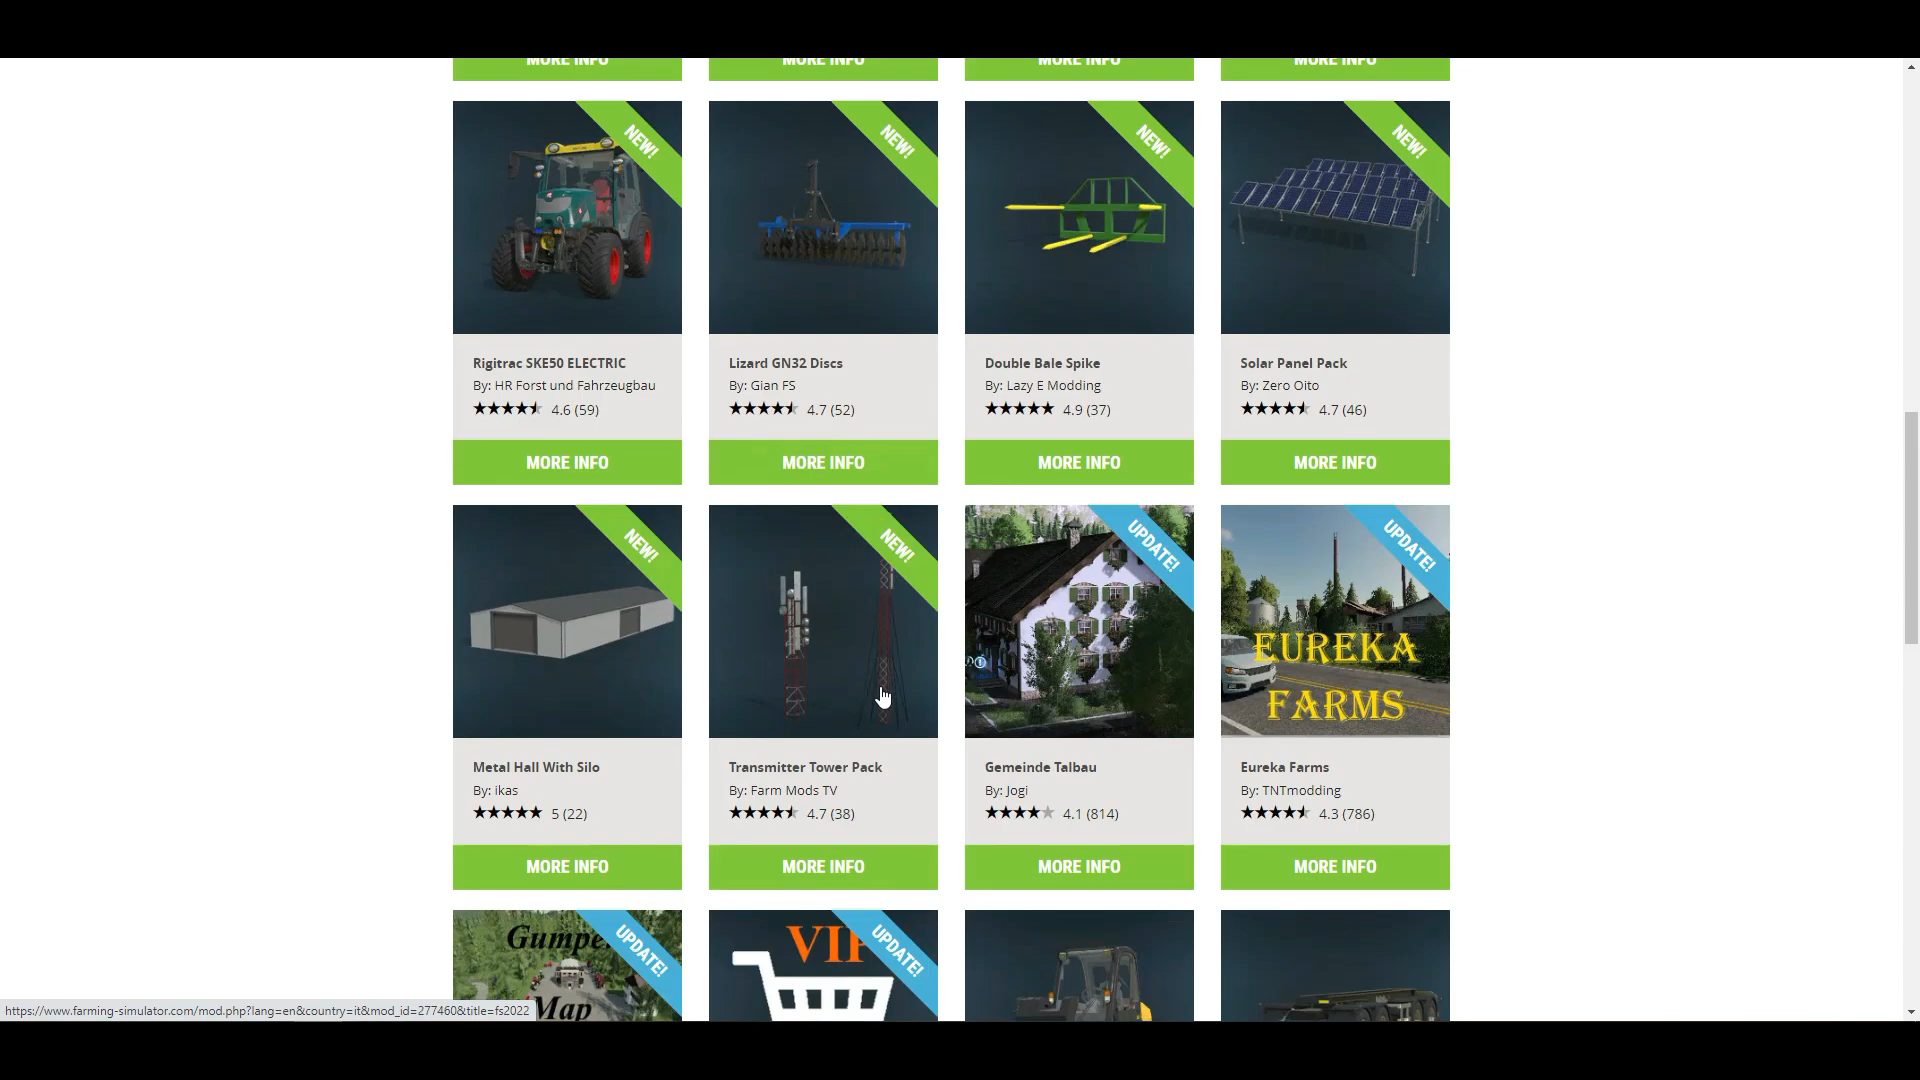 MORE INFO MORE INFO MORE INFO MORE INFO
NEW! NEW! NEW! NEW!
Rigitrac SKE50 ELECTRIC
By: HR Forst und Fahrzeugbau
4.6 (59)
MORE INFO
Lizard GN32 Discs
By: Gian FS
4.7 (52)
MORE INFO
Double Bale Spike
By: Lazy E Modding
4.9 (37)
MORE INFO
Solar Panel Pack
By: Zero Oito
4.7 (46)
MORE INFO
NEW!
Metal Hall With Silo
By: ikas
5 (22)
MORE INFO
NEW!
Transmitter Tower Pack
By: Farm Mods TV
4.7 (38)
MORE INFO
UPDATE!
Gemeinde Talbau
By: Jogi
4.1 (814)
MORE INFO
UPDATE!
EUREKA
FARMS
Eureka Farms
By: TNTmodding
4.3 (786)
MORE INFO
UPDATE!
Map
VIP
UPDATE!
https://www.farming-simulator.com/mod.php?lang=en&country=it&mod_id=277460&title=fs2022